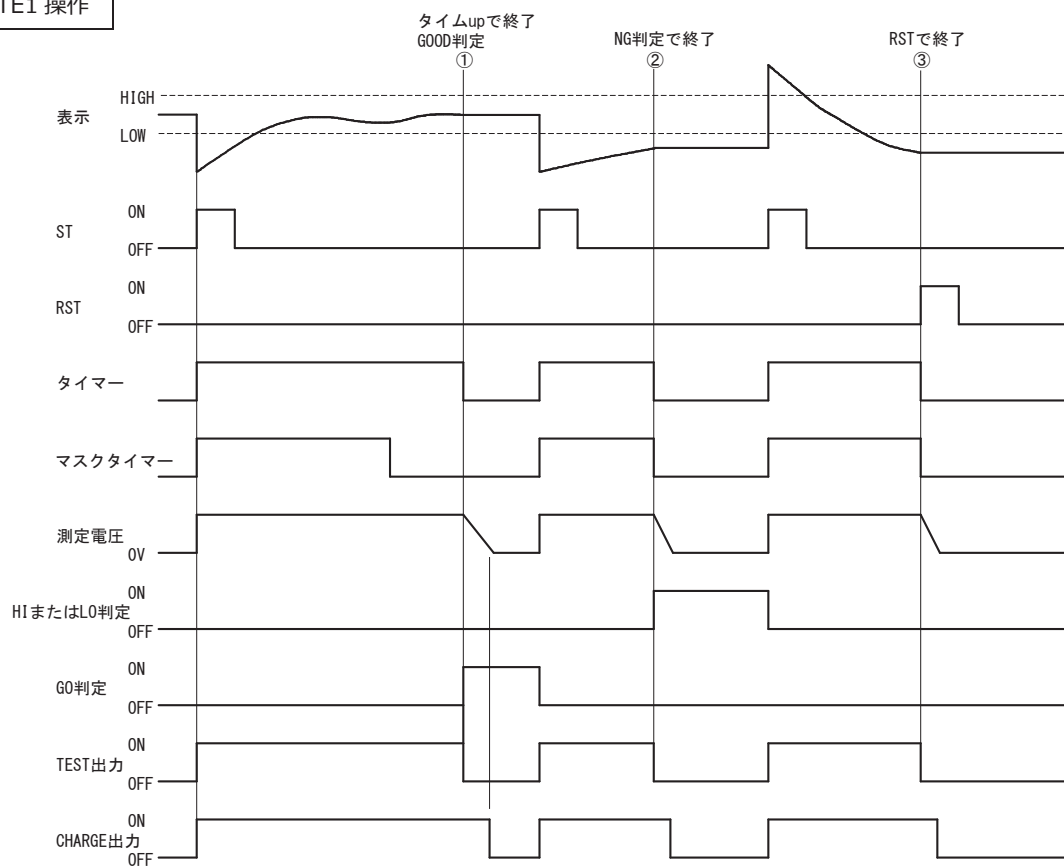 TE1 操作
タイムupで終了
GOOD判定
①
NG判定で終了
②
RSTで終了
③
表示
HIGH
LOW
ST
ON
OFF
RST
ON
OFF
タイマー
マスクタイマー
測定電圧
0V
HIまたはLO判定
ON
OFF
GO判定
ON
OFF
TEST出力
ON
OFF
CHARGE出力
ON
OFF